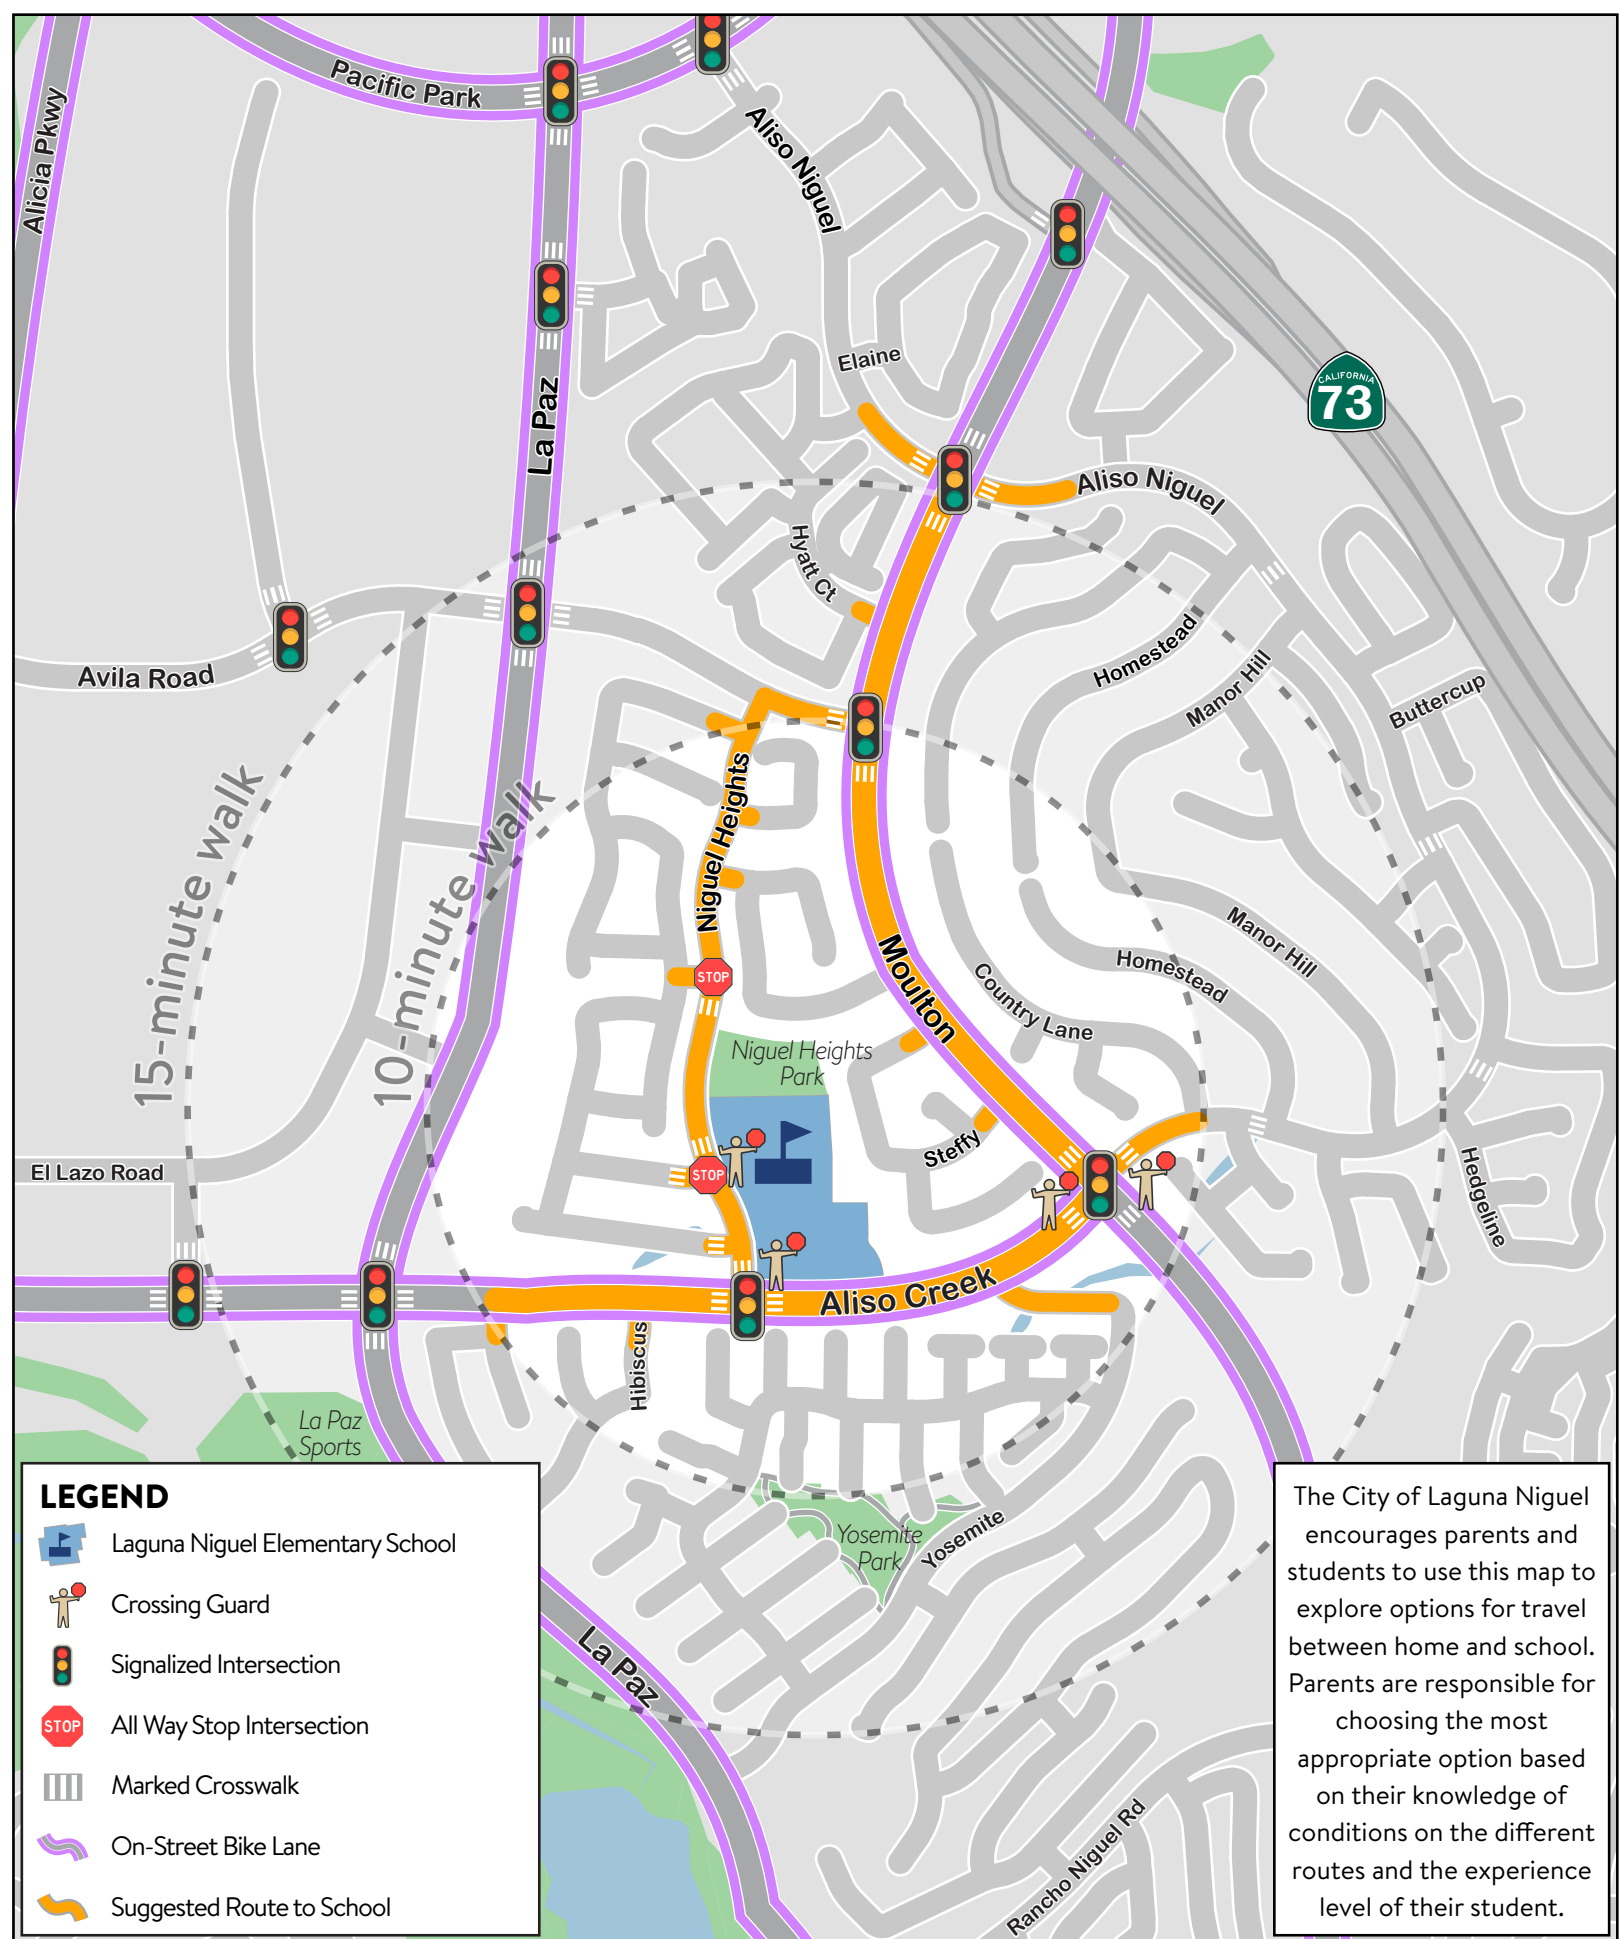 Pacific Park
Alicia Pkwy
Aliso Niguel
La Paz
Elaine
CALIFORNIA
73
Aliso Niguel
Hyatt Ct
Homestead
Manor Hill
Buttercup
Avila Road
15-minute walk
10-minute walk
Niguel Heights
Manor Hill
Homestead
Moulton
Country Lane
STOP
Niguel Heights
Park
Steffy
STOP
El Lazo Road
Hedgeline
Aliso Creek
Hibiscus
La Paz
Sports
Yosemite
Park
Yosemite
La Paz
Rancho Niguel Rd
LEGEND
Laguna Niguel Elementary School
Crossing Guard
Signalized Intersection
STOP
All Way Stop Intersection
Marked Crosswalk
On-Street Bike Lane
Suggested Route to School
The City of Laguna Niguel
encourages parents and
students to use this map to
explore options for travel
between home and school.
Parents are responsible for
choosing the most
appropriate option based
on their knowledge of
conditions on the different
routes and the experience
level of their student.